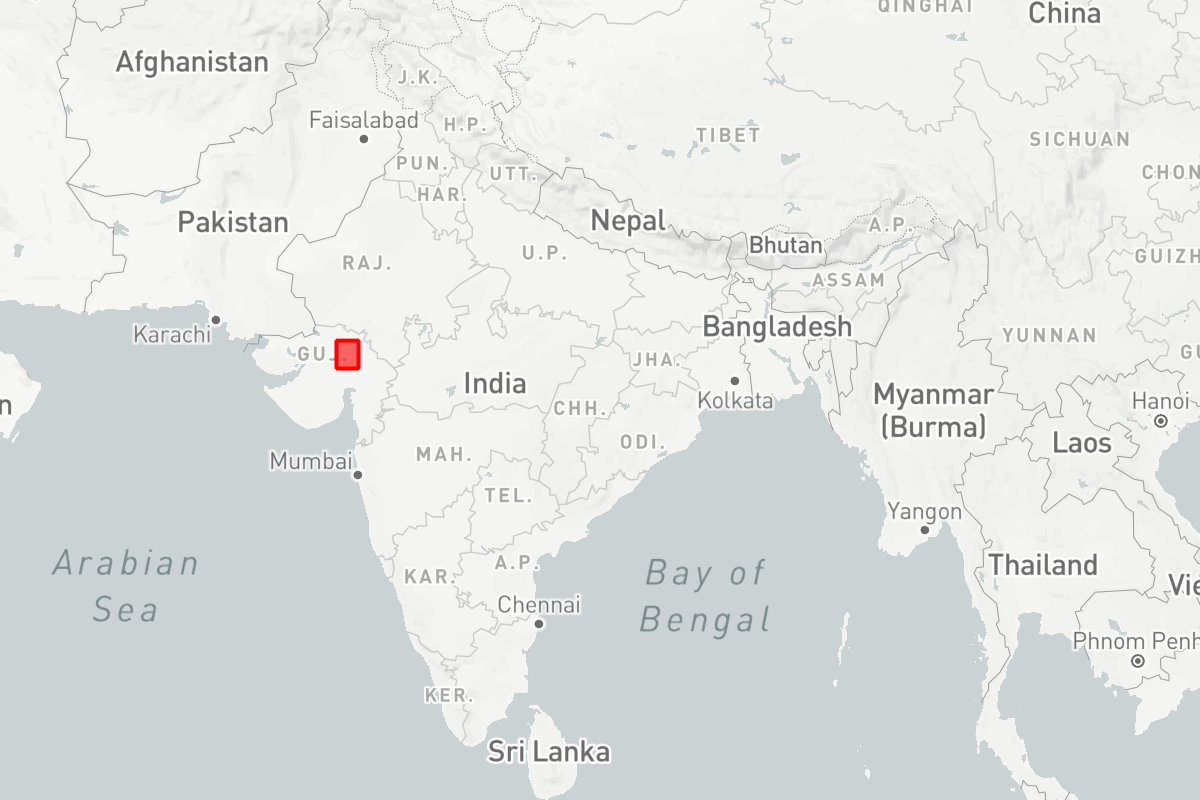 QINGHAI
China
Afghanistan
J.K.
Faisalabad
H.P.
TIBET
SICHUAN
PUN.
UTT.
CHON
HAR.
Pakistan
Nepal
A.P.
Bhutan
RAJ.
U.P.
GUIZH
ASSAM
Karachi
Bangladesh
YUNNAN
GUJ.
JHA.
GU
India
Kolkata
Myanmar
(Burma)
n
CHH.
Hanoi
ODI.
Laos
MAH.
Mumbai
TEL.
Yangon
Arabian
Sea
A.P.
Bay of
Bengal
Thailand
KAR.
Vie
Chennai
Phnom Penh
KER.
Sri Lanka